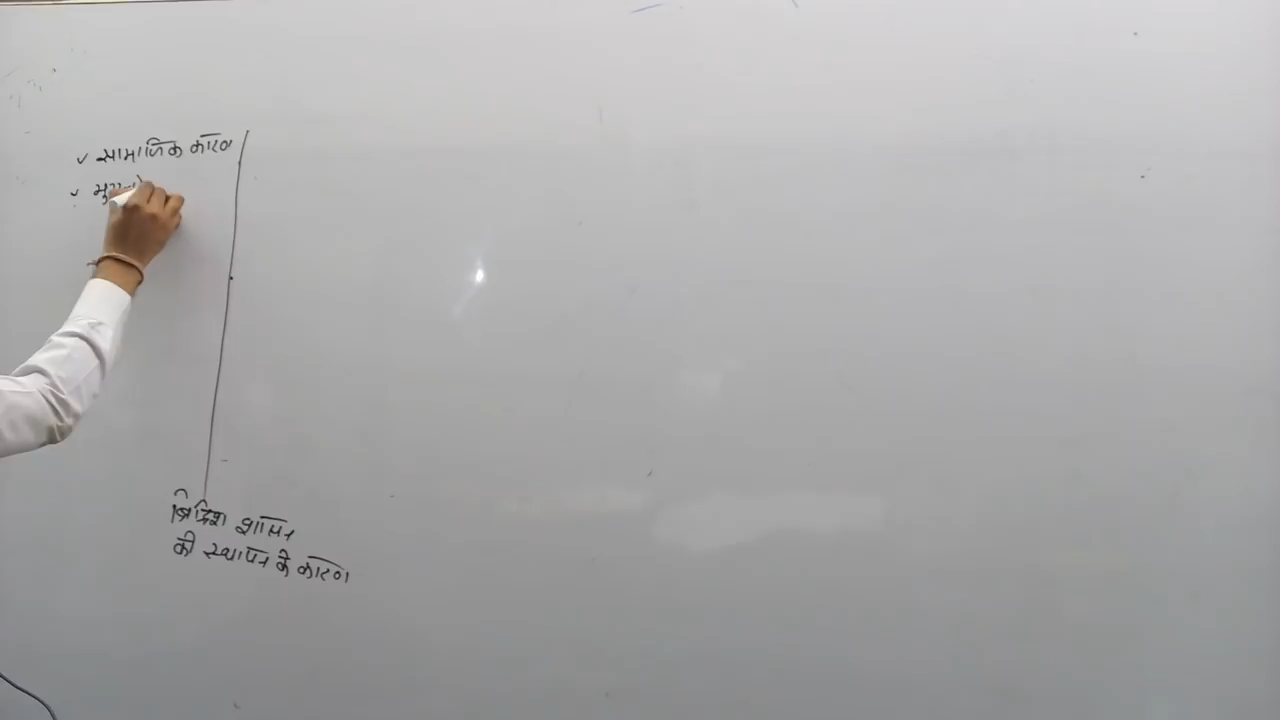 सामाजिक कारण
ब्रिटिश शासन
की स्थापना के कारण